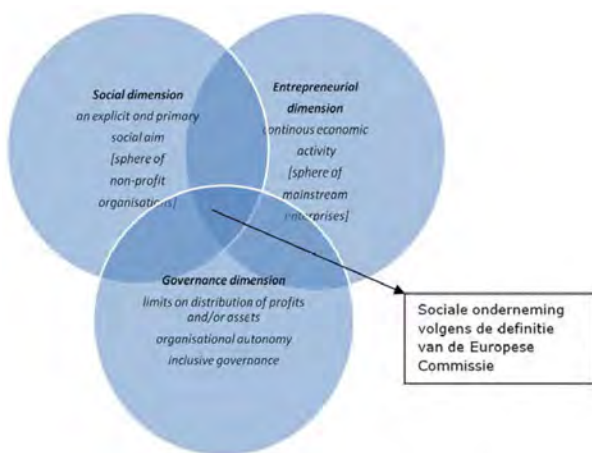 Social dimension
an explicit and primary
social aim
[sphere of
non-profit
organisations]
Entrepreneurial
dimension
continous economic
activity
[sphere of
mainstream
enterprises]
Governance dimension
limits on distribution of profits
and/or assets
organisational autonomy
inclusive governance
Sociale onderneming
volgens de definitie
van de Europese
Commissie